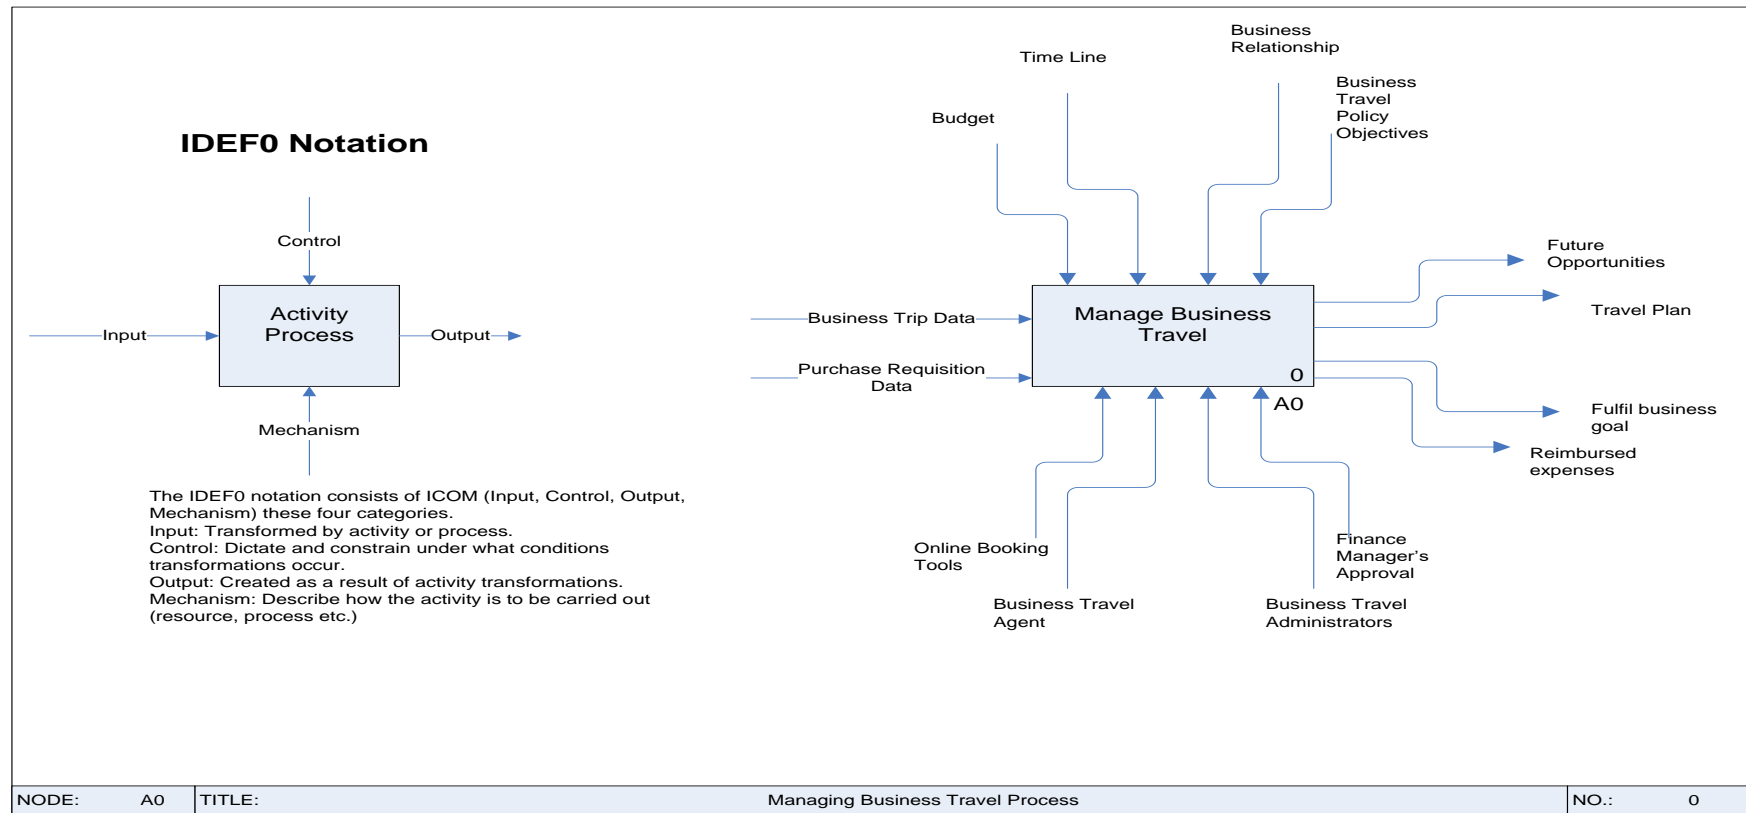 IDEF0 Notation
Control
Activity
Process
Input
Output
Mechanism
The IDEF0 notation consists of ICOM (Input, Control, Output,
Mechanism) these four categories.
Input: Transformed by activity or process.
Control: Dictate and constrain under what conditions
transformations occur.
Output: Created as a result of activity transformations.
Mechanism: Describe how the activity is to be carried out
(resource, process etc.)
Budget
Time Line
Business
Relationship
Business
Travel
Policy
Objectives
Business Trip Data
Purchase Requisition
Data
Manage Business
Travel
0
A0
Future
Opportunities
Travel Plan
Fulfil business
goal
Reimbursed
expenses
Online Booking
Tools
Business Travel
Agent
Business Travel
Administrators
Finance
Manager’s
Approval
NODE: A0 TITLE: Managing Business Travel Process NO.: 0